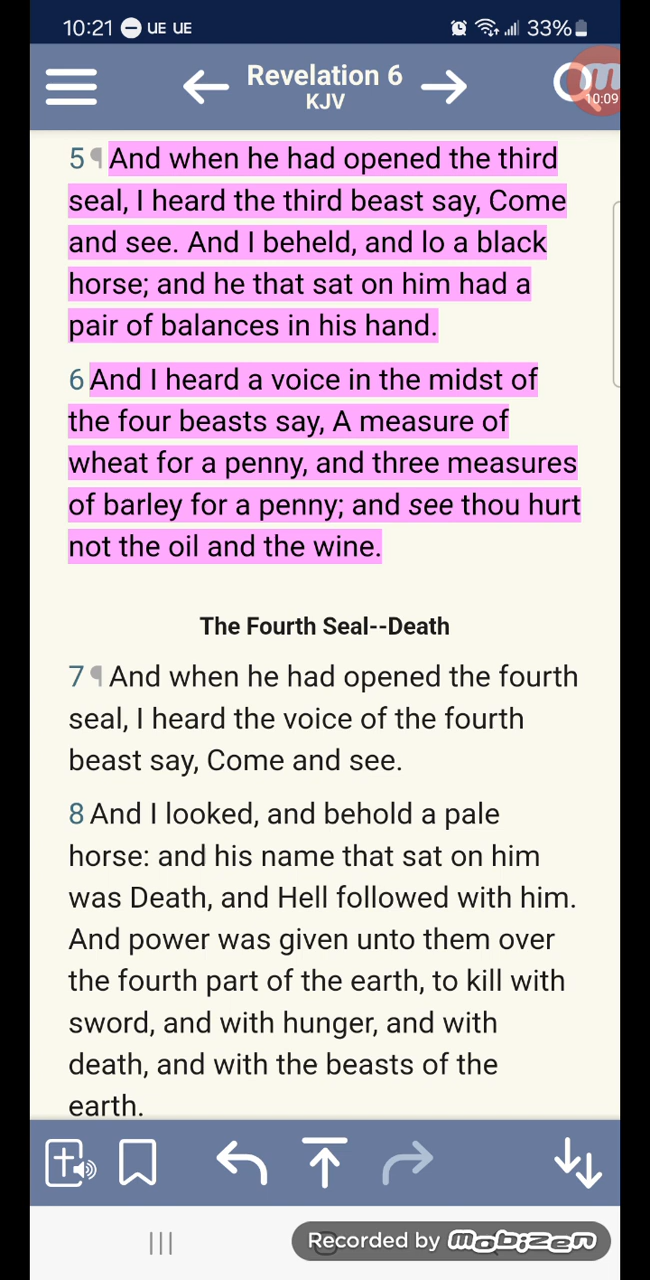 10:21 UE UE 33%
Revelation 6
KJV
10:09
5 ¶ And when he had opened the third
seal, I heard the third beast say, Come
and see. And I beheld, and lo a black
horse; and he that sat on him had a
pair of balances in his hand.
6 And I heard a voice in the midst of
the four beasts say, A measure of
wheat for a penny, and three measures
of barley for a penny; and see thou hurt
not the oil and the wine.
The Fourth Seal--Death
7 ¶ And when he had opened the fourth
seal, I heard the voice of the fourth
beast say, Come and see.
8 And I looked, and behold a pale
horse: and his name that sat on him
was Death, and Hell followed with him.
And power was given unto them over
the fourth part of the earth, to kill with
sword, and with hunger, and with
death, and with the beasts of the
earth.
Recorded by mobizen